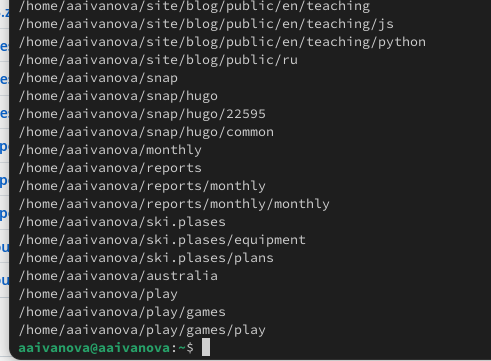 /home/aaivanova/site/blog/public/en/teaching
/home/aaivanova/site/blog/public/en/teaching/js
/home/aaivanova/site/blog/public/en/teaching/python
/home/aaivanova/site/blog/public/ru
/home/aaivanova/snap
/home/aaivanova/snap/hugo
/home/aaivanova/snap/hugo/22595
/home/aaivanova/snap/hugo/common
/home/aaivanova/monthly
/home/aaivanova/reports
/home/aaivanova/reports/monthly
/home/aaivanova/reports/monthly/monthly
/home/aaivanova/ski.plases
/home/aaivanova/ski.plases/equipment
/home/aaivanova/ski.plases/plans
/home/aaivanova/australia
/home/aaivanova/play
/home/aaivanova/play/games
/home/aaivanova/play/games/play
aaivanova@aaivanova:~$